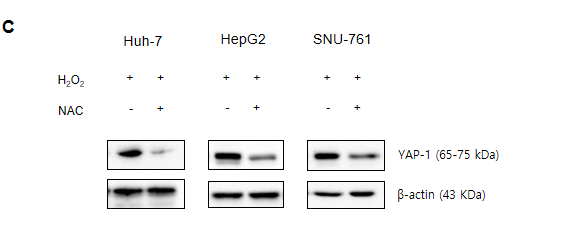 C
Huh-7 HepG2 SNU-761
H₂O₂ + + + + + +
NAC - + - + - +
YAP-1 (65-75 kDa)
β-actin (43 KDa)